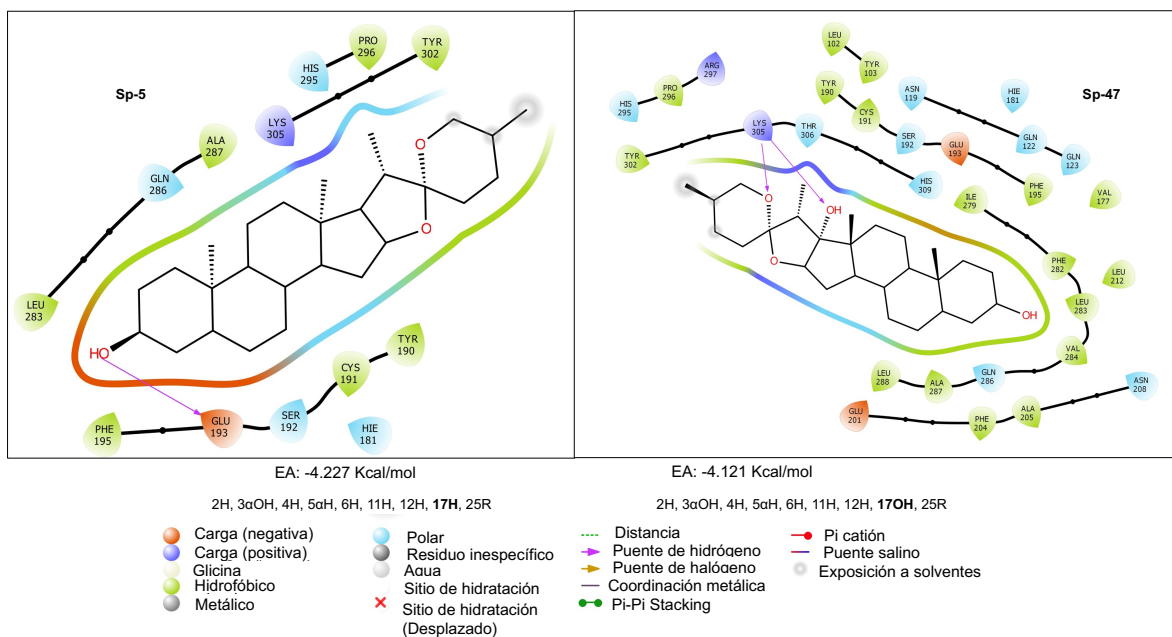 Sp-5
HIS 295
PRO 296
TYR 302
LYS 305
ALA 287
GLN 286
LEU 283
O
O
HO
PHE 195
GLU 193
SER 192
CYS 191
TYR 190
HIE 181
Sp-47
LEU 102
TYR 103
ARG 297
PRO 296
HIS 295
TYR 302
LYS 305
THR 306
TYR 190
CYS 191
SER 192
GLU 193
ASN 119
HIE 181
GLN 122
GLN 123
HIS 309
PHE 195
VAL 177
ILE 279
PHE 282
LEU 212
LEU 283
VAL 284
O
OH
O
OH
LEU 288
ALA 287
GLN 286
ASN 208
GLU 201
PHE 204
ALA 205
EA: -4.227 Kcal/mol
EA: -4.121 Kcal/mol
2H, 3αOH, 4H, 5αH, 6H, 11H, 12H, 17H, 25R
2H, 3αOH, 4H, 5αH, 6H, 11H, 12H, 17OH, 25R
Carga (negativa)
Carga (positiva)
Glicina
Hidrofóbico
Metálico
Polar
Residuo inespecífico
Agua
Sitio de hidratación
Sitio de hidratación
(Desplazado)
Distancia
Puente de hidrógeno
Puente de halógeno
Coordinación metálica
Pi-Pi Stacking
Pi catión
Puente salino
Exposición a solventes